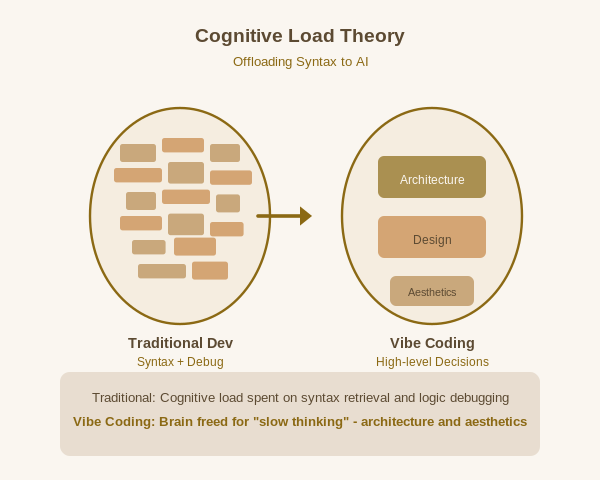 Cognitive Load Theory
Offloading Syntax to AI
Architecture
Design
Aesthetics
Traditional Dev
Syntax + Debug
Vibe Coding
High-level Decisions
Traditional: Cognitive load spent on syntax retrieval and logic debugging
Vibe Coding: Brain freed for "slow thinking" - architecture and aesthetics